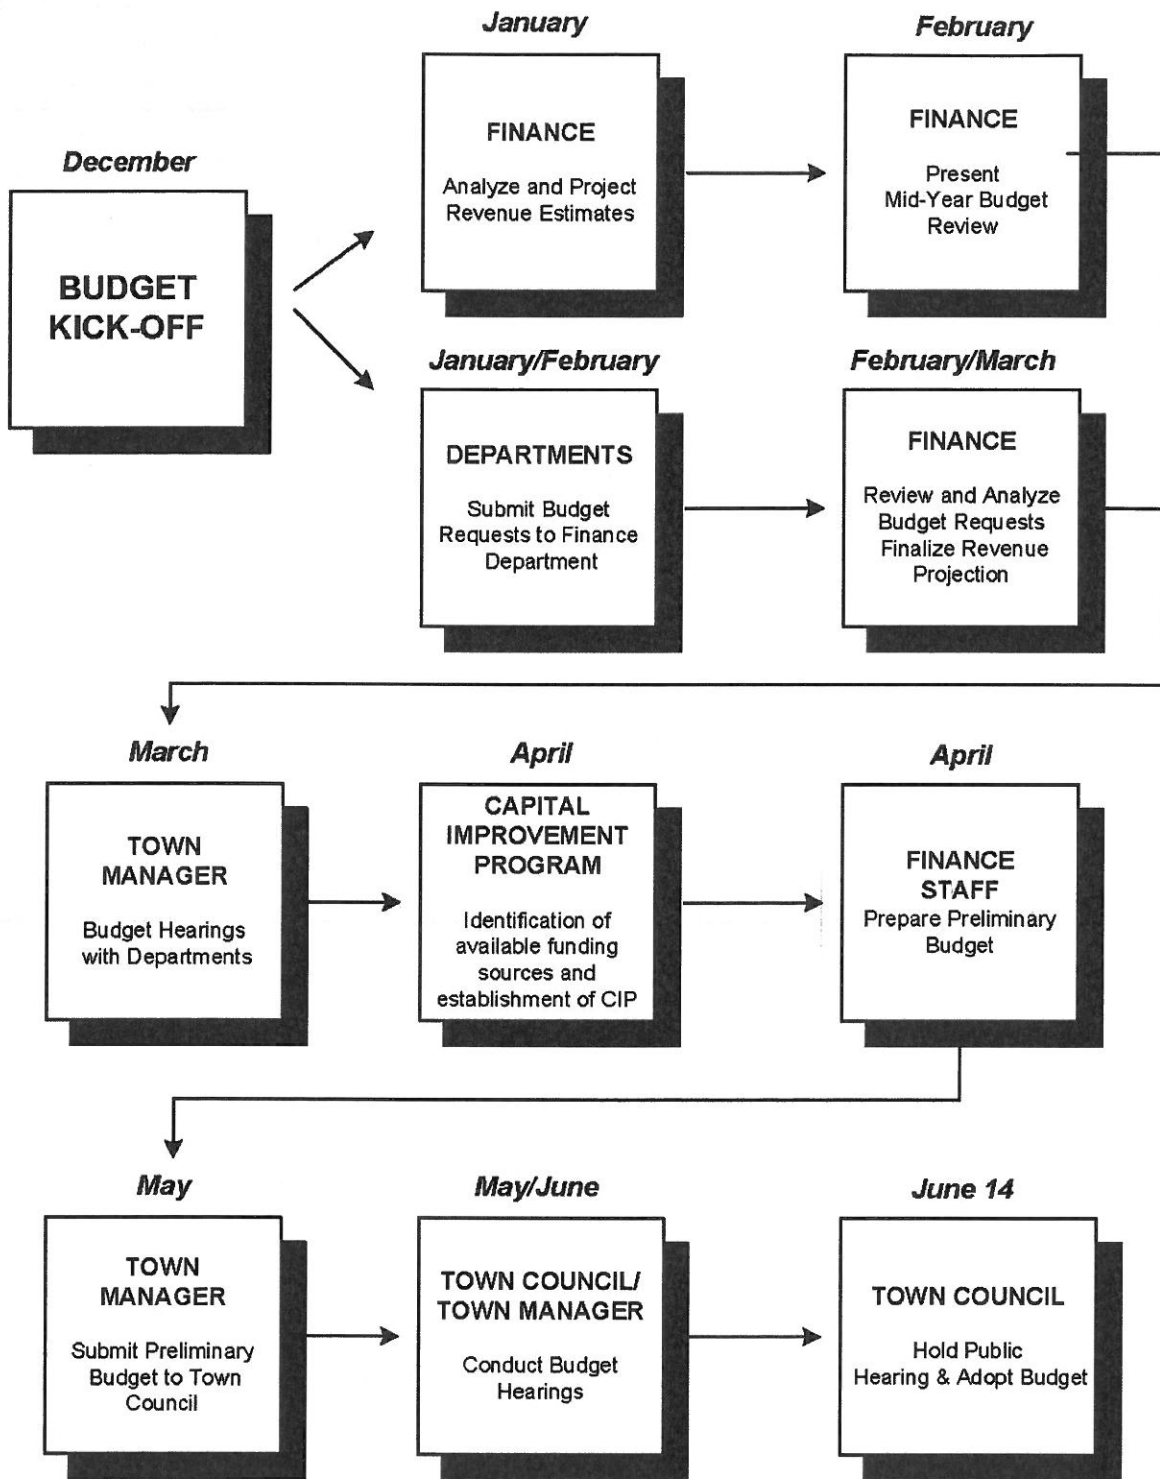 December
BUDGET
KICK-OFF
January
FINANCE
Analyze and Project
Revenue Estimates
February
FINANCE
Present
Mid-Year Budget
Review
January/February
DEPARTMENTS
Submit Budget
Requests to Finance
Department
February/March
FINANCE
Review and Analyze
Budget Requests
Finalize Revenue
Projection
March
TOWN
MANAGER
Budget Hearings
with Departments
April
CAPITAL
IMPROVEMENT
PROGRAM
Identification of
available funding
sources and
establishment of CIP
April
FINANCE
STAFF
Prepare Preliminary
Budget
May
TOWN
MANAGER
Submit Preliminary
Budget to Town
Council
May/June
TOWN COUNCIL/
TOWN MANAGER
Conduct Budget
Hearings
June 14
TOWN COUNCIL
Hold Public
Hearing & Adopt Budget